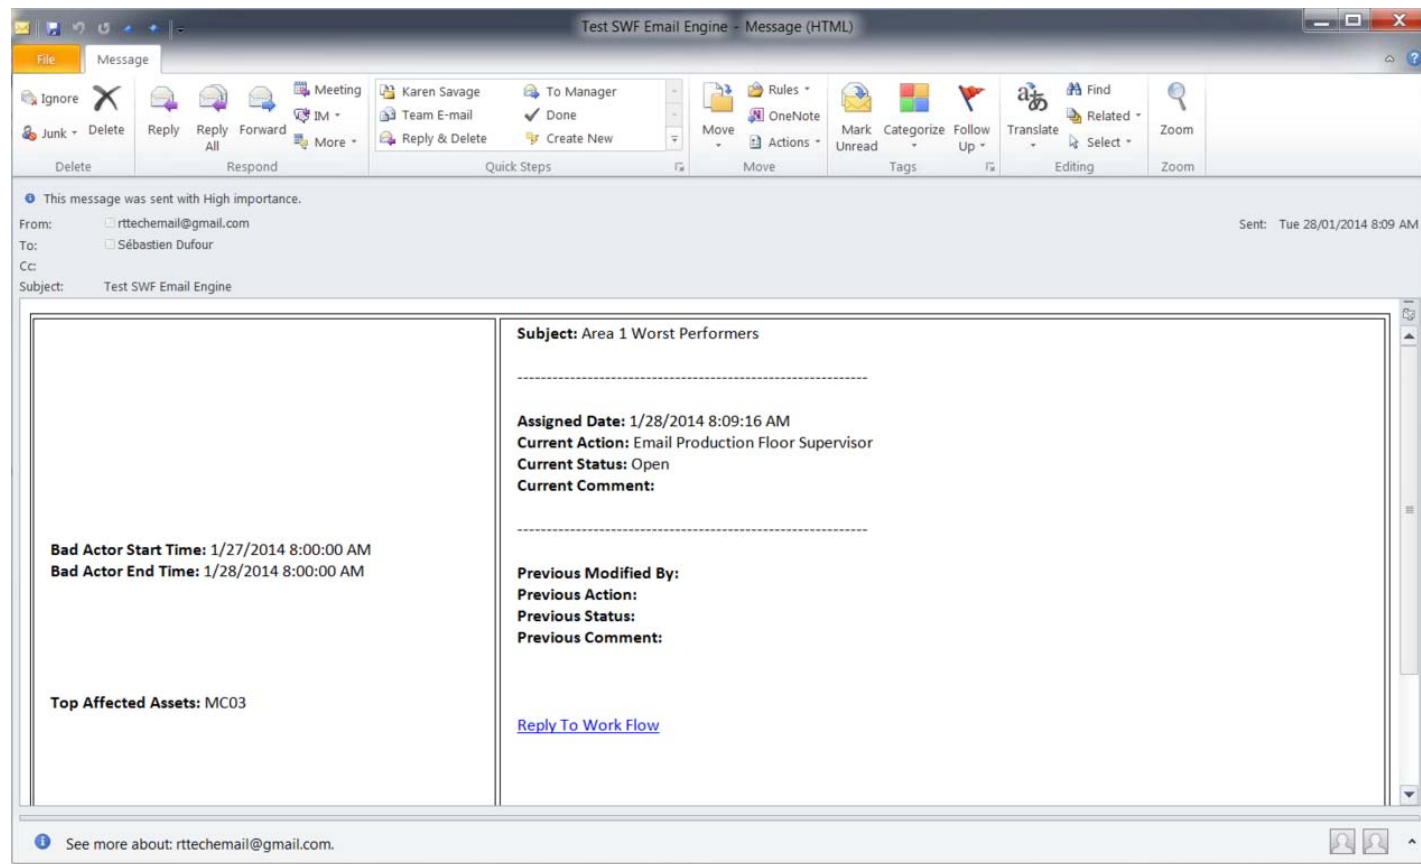 Test SWF Email Engine - Message (HTML)
File
Message
Ignore
Junk
Delete
Delete
Reply
Reply All
Forward
Meeting
IM
More
Respond
Karen Savage
Team E-mail
Reply & Delete
To Manager
Done
Create New
Quick Steps
Move
Rules
OneNote
Actions
Move
Mark Unread
Categorize
Follow Up
Tags
Translate
Find
Related
Select
Editing
Zoom
Zoom
This message was sent with High importance.
From: rttechemail@gmail.com
Sent: Tue 28/01/2014 8:09 AM
To: Sébastien Dufour
Cc:
Subject: Test SWF Email Engine
Bad Actor Start Time: 1/27/2014 8:00:00 AM
Bad Actor End Time: 1/28/2014 8:00:00 AM
Top Affected Assets: MC03
Subject: Area 1 Worst Performers
------------------------------------------------------------
Assigned Date: 1/28/2014 8:09:16 AM
Current Action: Email Production Floor Supervisor
Current Status: Open
Current Comment:
------------------------------------------------------------
Previous Modified By:
Previous Action:
Previous Status:
Previous Comment:
Reply To Work Flow
See more about: rttechemail@gmail.com.